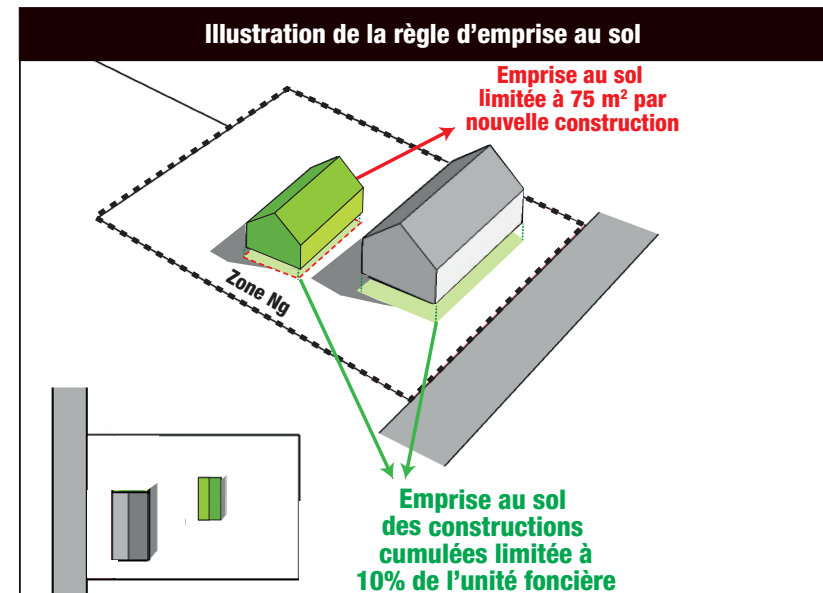 Illustration de la règle d'emprise au sol
Emprise au sol
limitée à 75 m² par
nouvelle construction
Zone Ng
Emprise au sol
des constructions
cumulées limitée à
10% de l'unité foncière